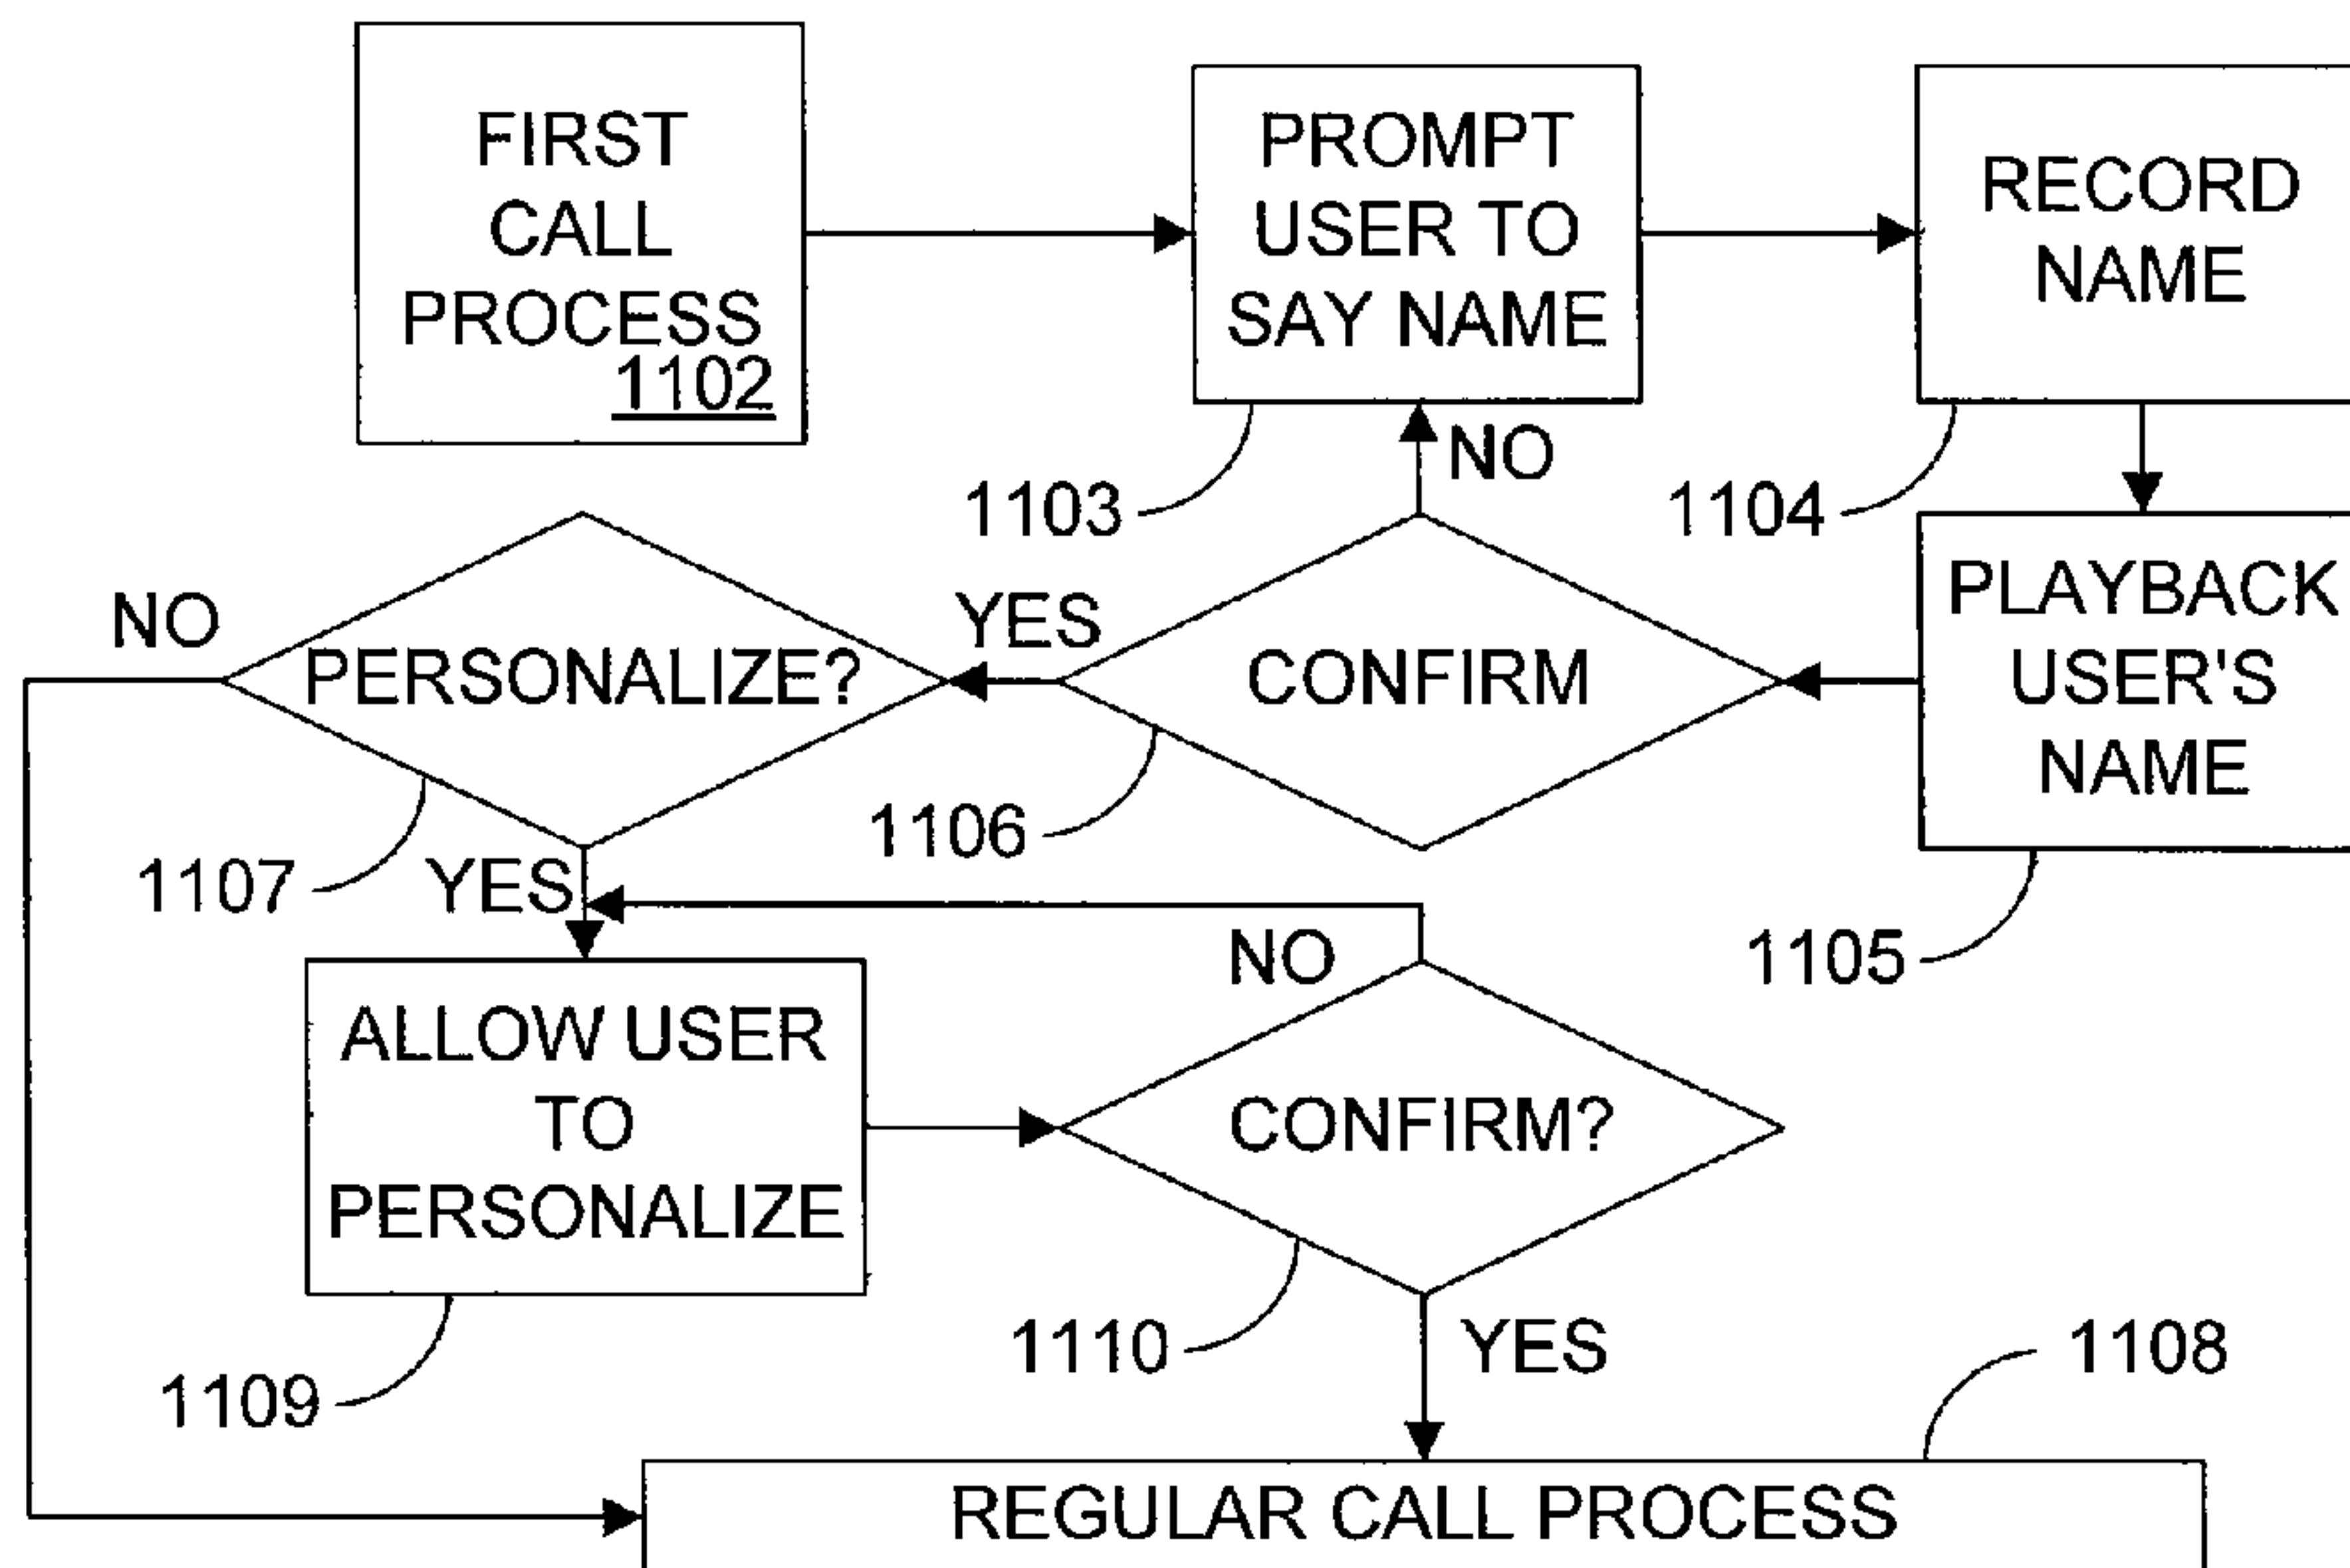 FIRST
CALL
PROCESS
1102
PROMPT
USER TO
SAY NAME
RECORD
NAME
1103
NO
1104
NO
PERSONALIZE?
YES
CONFIRM
PLAYBACK
USER'S
NAME
1107
YES
1106
1105
NO
ALLOW USER
TO
PERSONALIZE
CONFIRM?
1109
1110
YES
1108
REGULAR CALL PROCESS